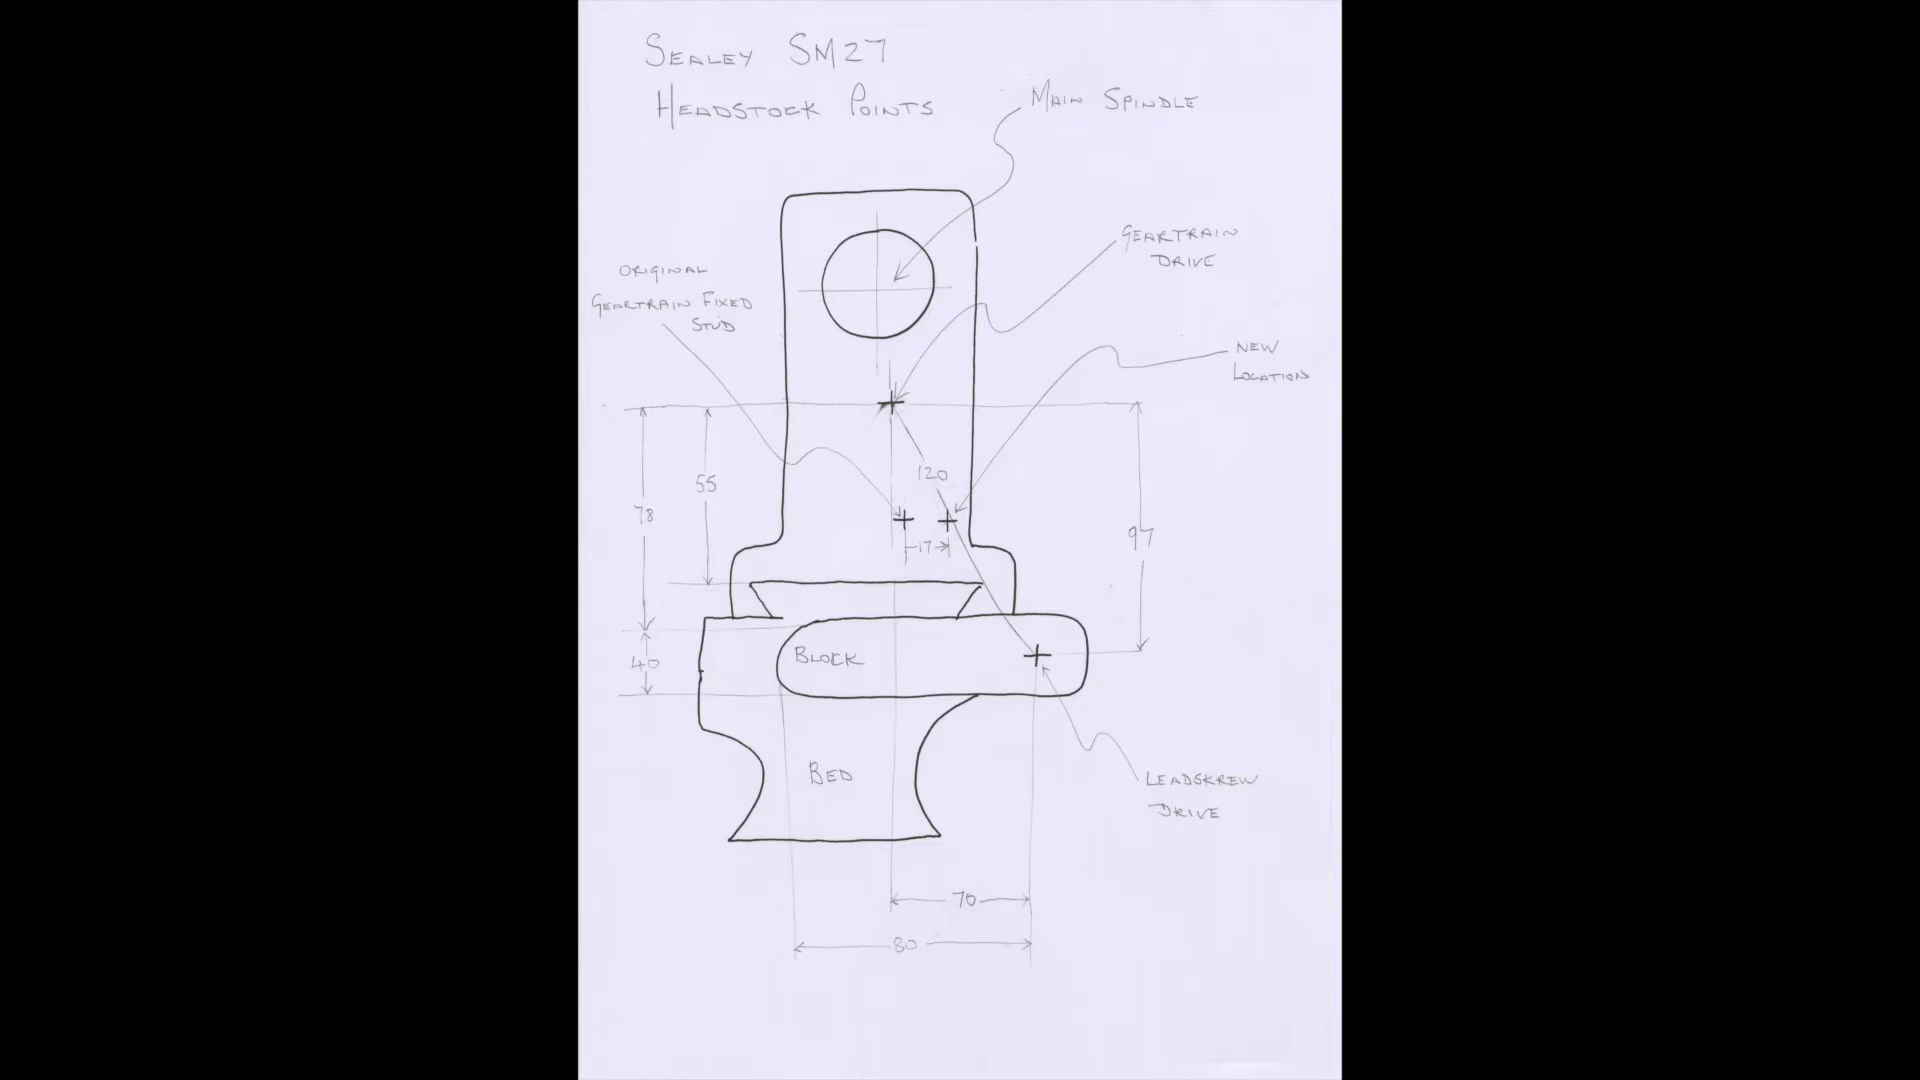 SEALEY SM27
HEADSTOCK POINTS
MAIN SPINDLE
GEARTRAIN
DRIVE
ORIGINAL
GEARTRAIN FIXED
STUD
NEW
LOCATION
120
55
78
97
17
40
BLOCK
BED
LEADSKREW
DRIVE
70
80